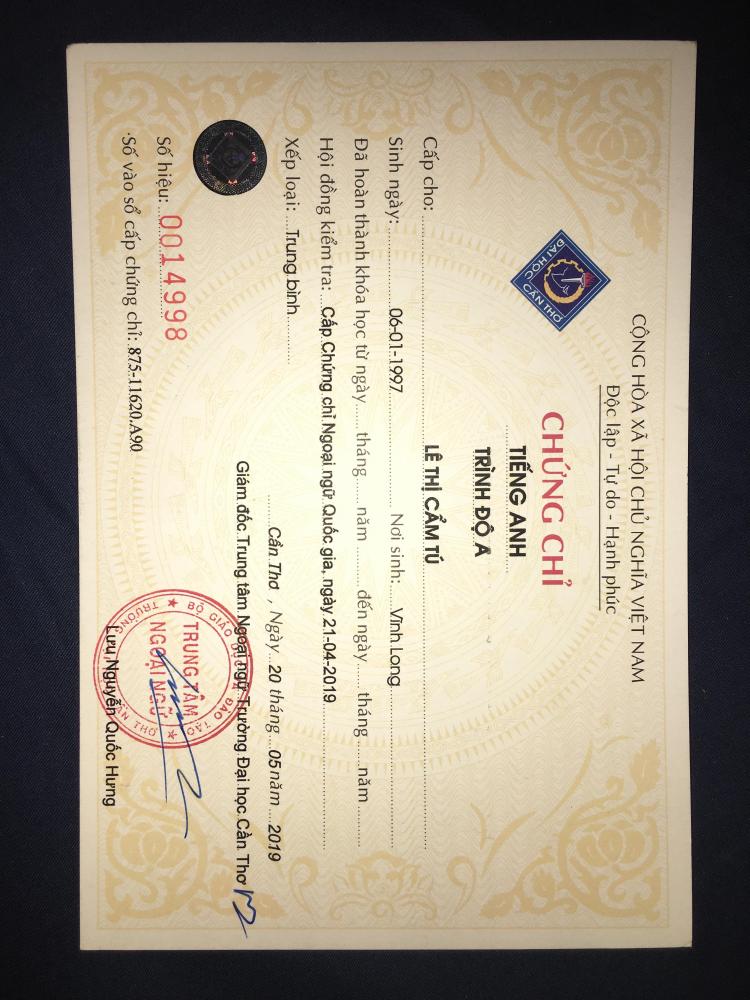 CỘNG HÒA XÃ HỘI CHỦ NGHĨA VIỆT NAM
Độc lập - Tự do - Hạnh phúc
ĐẠI HỌC CẦN THƠ
CHỨNG CHỈ
TIẾNG ANH
TRÌNH ĐỘ A
Cấp cho: LÊ THỊ CẨM TÚ
Sinh ngày: 06-01-1997 Nơi sinh: Vĩnh Long
Đã hoàn thành khóa học từ ngày tháng năm đến ngày tháng năm
Hội đồng kiểm tra: Cấp Chứng chỉ Ngoại ngữ Quốc gia, ngày 21-04-2019
Xếp loại: Trung bình
Cần Thơ , Ngày 20 tháng 05 năm 2019
Giám đốc Trung tâm Ngoại ngữ Trường Đại học Cần Thơ
BỘ GIÁO DỤC ĐÀO TẠO
TRƯỜNG CẦN THƠ
TRUNG TÂM
NGOẠI NGỮ
Lưu Nguyễn Quốc Hưng
Số hiệu: 0014998
Số vào sổ cấp chứng chỉ: 875-11620.A90